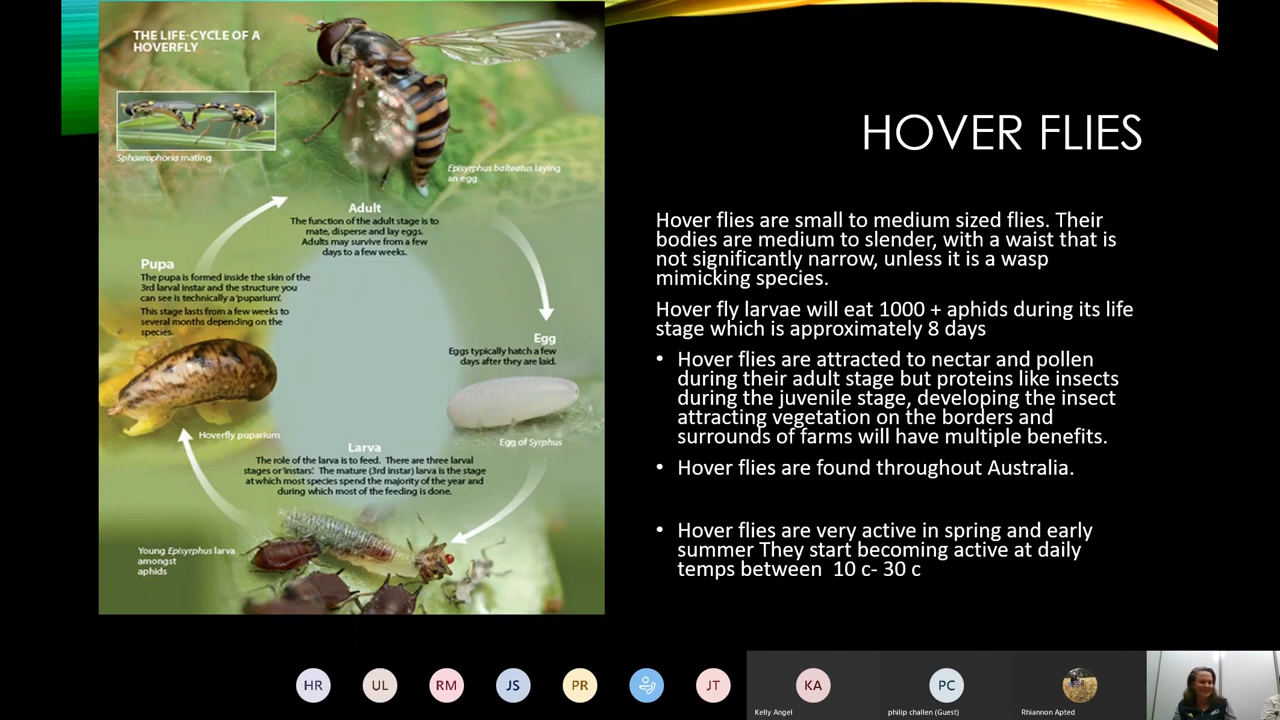 THE LIFE-CYCLE OF A
HOVERFLY
Sphaerophoria mating
Episyrphus balteatus laying
an egg
Adult
The function of the adult stage is to
mate, disperse and lay eggs.
Adults may survive from a few
days to a few weeks.
Pupa
The pupa is formed inside the skin of the
3rd larval instar and the structure you
can see is technically a 'puparium'.
This stage lasts from a few weeks to
several months depending on the
species.
Egg
Eggs typically hatch a few
days after they are laid.
Hoverfly puparium
Egg of Syrphus
Larva
The role of the larva is to feed. There are three larval
stages or 'instars'. The mature (3rd instar) larva is the stage
at which most species spend the majority of the year and
during which most of the feeding is done.
Young Episyrphus larva
amongst
aphids
HOVER FLIES
Hover flies are small to medium sized flies. Their
bodies are medium to slender, with a waist that is
not significantly narrow, unless it is a wasp
mimicking species.
Hover fly larvae will eat 1000 + aphids during its life
stage which is approximately 8 days
• Hover flies are attracted to nectar and pollen
during their adult stage but proteins like insects
during the juvenile stage, developing the insect
attracting vegetation on the borders and
surrounds of farms will have multiple benefits.
• Hover flies are found throughout Australia.
• Hover flies are very active in spring and early
summer They start becoming active at daily
temps between 10 c- 30 c
HR UL RM JS PR JT KA PC
Kelly Angel philip challen (Guest) Rhiannon Apted